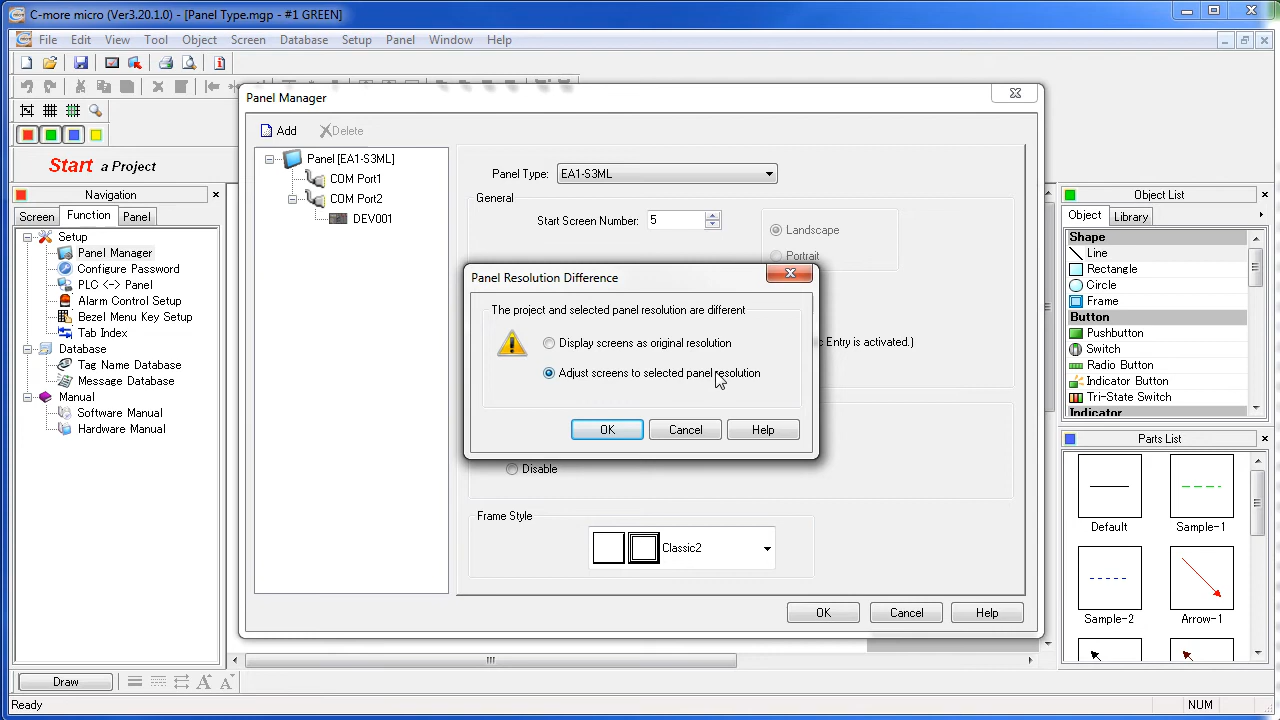 C-more micro (Ver3.20.1.0) - [Panel Type.mgp - #1 GREEN]
File Edit View Tool Object Screen Database Setup Panel Window Help
Start a Project
Navigation
Screen Function Panel
Setup
Panel Manager
Configure Password
PLC <-> Panel
Alarm Control Setup
Bezel Menu Key Setup
Tab Index
Database
Tag Name Database
Message Database
Manual
Software Manual
Hardware Manual
Panel Manager
Add Delete
Panel [EA1-S3ML]
COM Port1
COM Port2
DEV001
Panel Type: EA1-S3ML
General
Start Screen Number: 5
Landscape
Portrait
Entry is activated.)
Disable
Frame Style
Classic2
OK Cancel Help
Panel Resolution Difference
The project and selected panel resolution are different
Display screens as original resolution
Adjust screens to selected panel resolution
OK Cancel Help
Object List
Object Library
Shape
Line
Rectangle
Circle
Frame
Button
Pushbutton
Switch
Radio Button
Indicator Button
Tri-State Switch
Indicator
Parts List
Default Sample-1
Sample-2 Arrow-1
Draw
Ready NUM